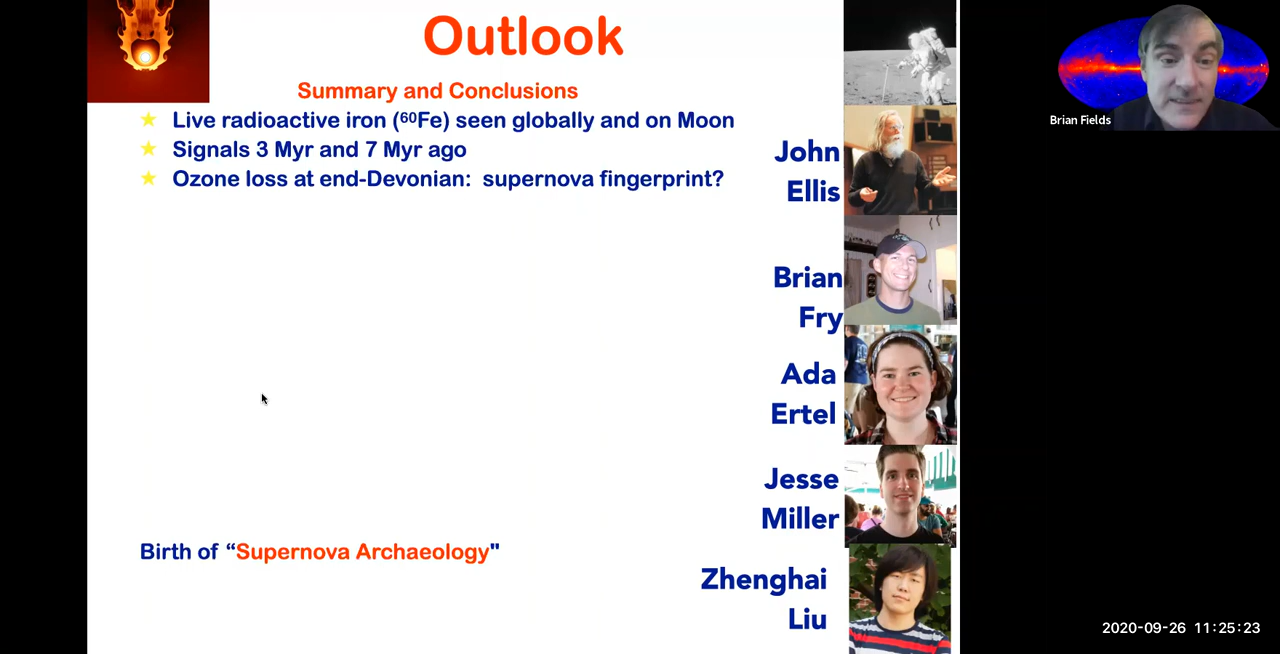 Outlook
Summary and Conclusions
Live radioactive iron (⁶⁰Fe) seen globally and on Moon
Signals 3 Myr and 7 Myr ago
Ozone loss at end-Devonian: supernova fingerprint?
Birth of “Supernova Archaeology"
John
Ellis
Brian
Fry
Ada
Ertel
Jesse
Miller
Zhenghai
Liu
Brian Fields
2020-09-26 11:25:23